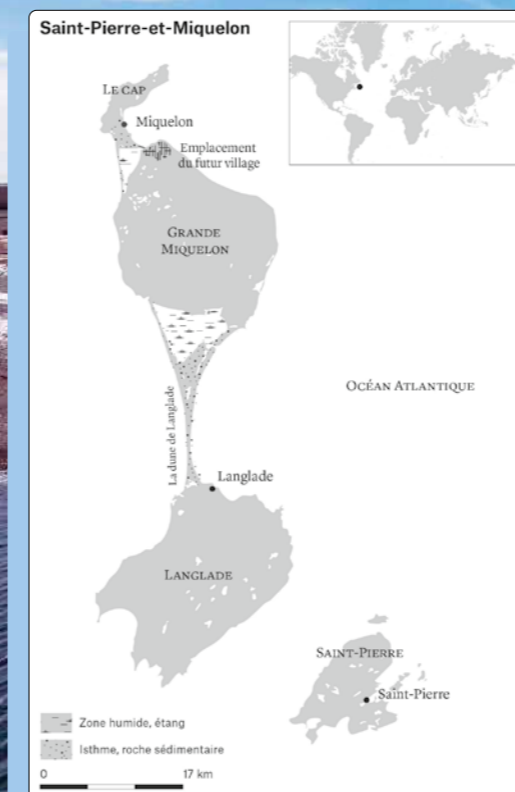 Saint-Pierre-et-Miquelon
LE CAP
Miquelon
Emplacement
du futur village
GRANDE
MIQUELON
OCÉAN ATLANTIQUE
La dune de Langlade
Langlade
LANGLADE
SAINT-PIERRE
Saint-Pierre
Zone humide, étang
Isthme, roche sédimentaire
0 17 km